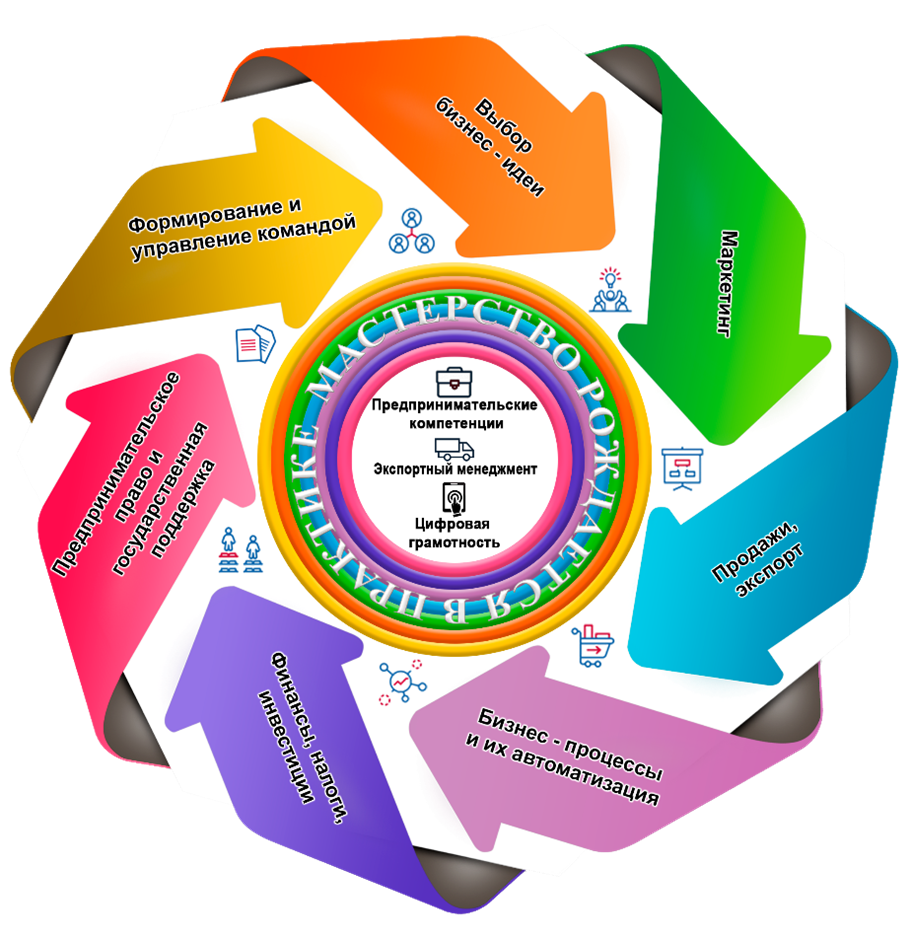 Выбор
бизнес - идеи
Маркетинг
Продажи,
экспорт
Бизнес - процессы
и их автоматизация
Финансы, налоги,
инвестиции
Предпринимательское
право и
государственная
поддержка
Формирование и
управление командой
МАСТЕРСТВО РОЖДАЕТСЯ В ПРАКТИКЕ
Предпринимательские
компетенции
Экспортный менеджмент
Цифровая
грамотность